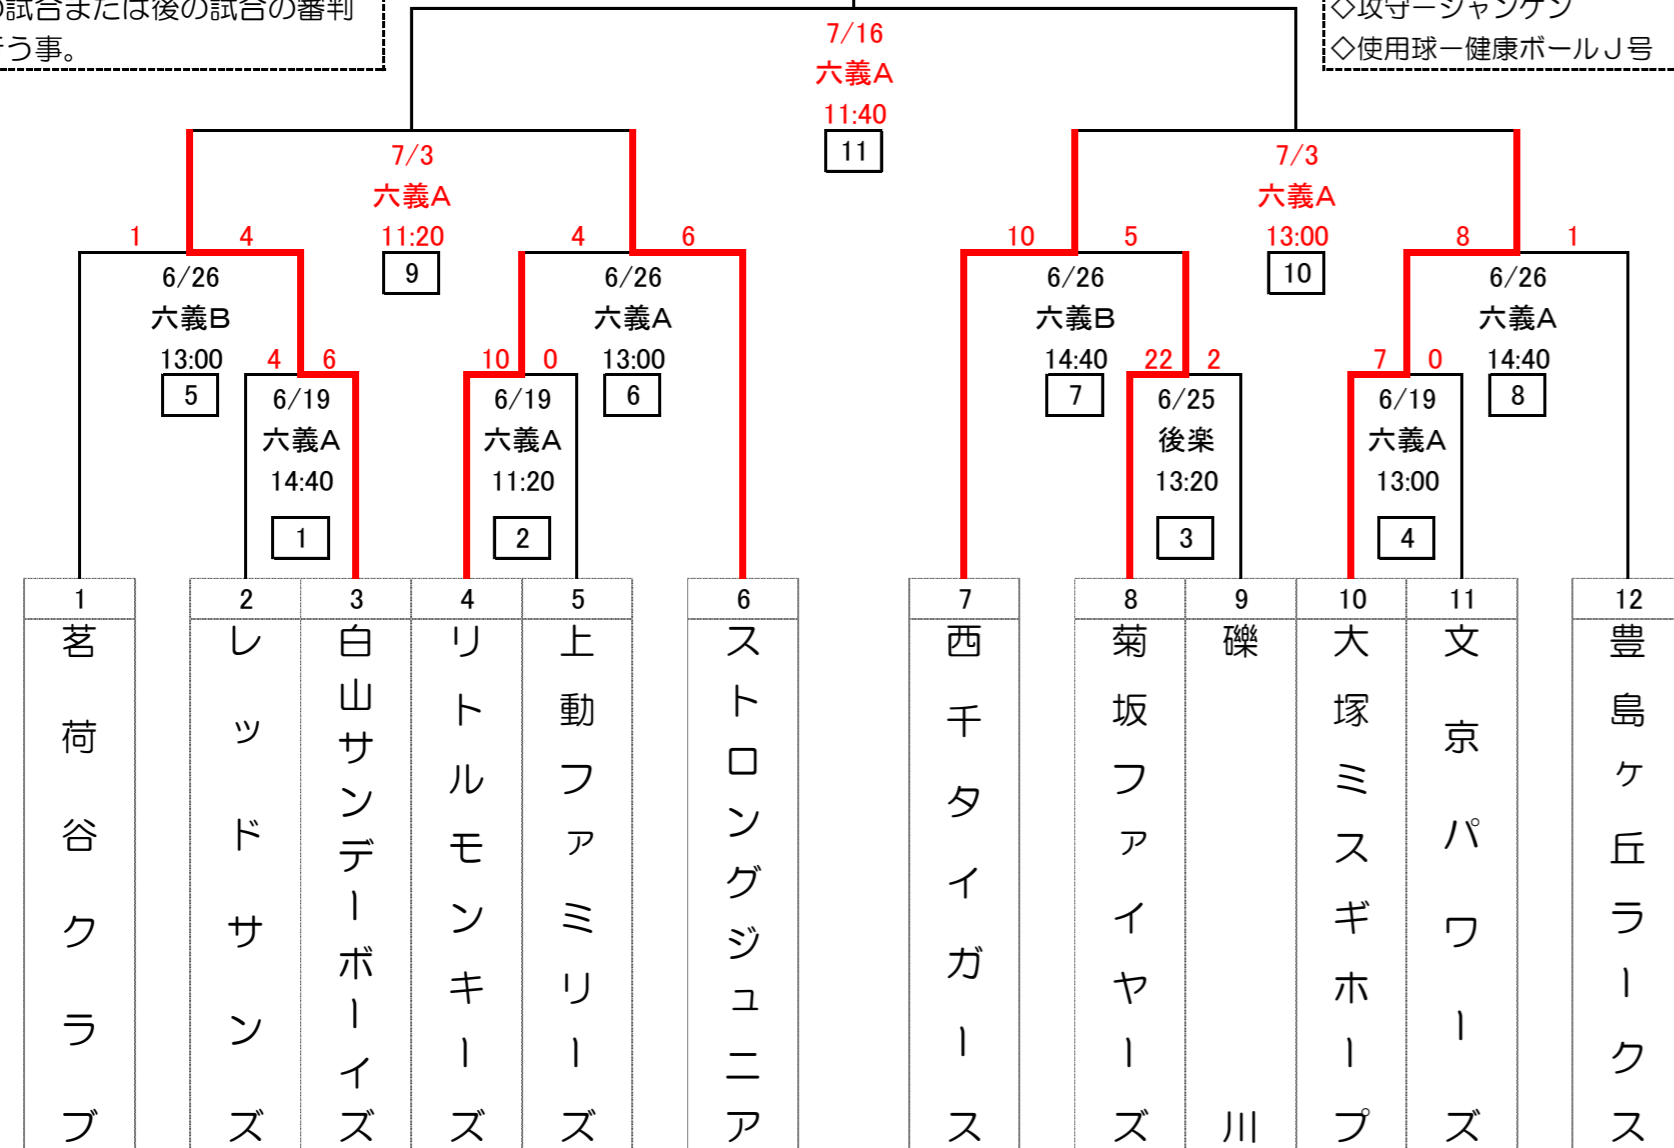 の試合または後の試合の審判
行う事。
◇攻守－ジャンケン
◇使用球－健康ボールJ号
7/16
六義A
11:40
11
7/3
六義A
11:20
9
7/3
六義A
13:00
10
1 4
4 6
10 5
8 1
6/26
六義B
13:00
5
6/26
六義A
13:00
6
6/26
六義B
14:40
7
6/26
六義A
14:40
8
4 6
6/19
六義A
14:40
1
10 0
6/19
六義A
11:20
2
22 2
6/25
後楽
13:20
3
7 0
6/19
六義A
13:00
4
1
茗荷谷クラブ
2
レッドサンズ
3
白山サンデーボーイズ
4
リトルモンキーズ
5
上動ファミリーズ
6
ストロングジュニア
7
西千タイガース
8
菊坂ファイヤーズ
9
礫川
10
大塚ミスギホープ
11
文京パワーズ
12
豊島ヶ丘ラークス